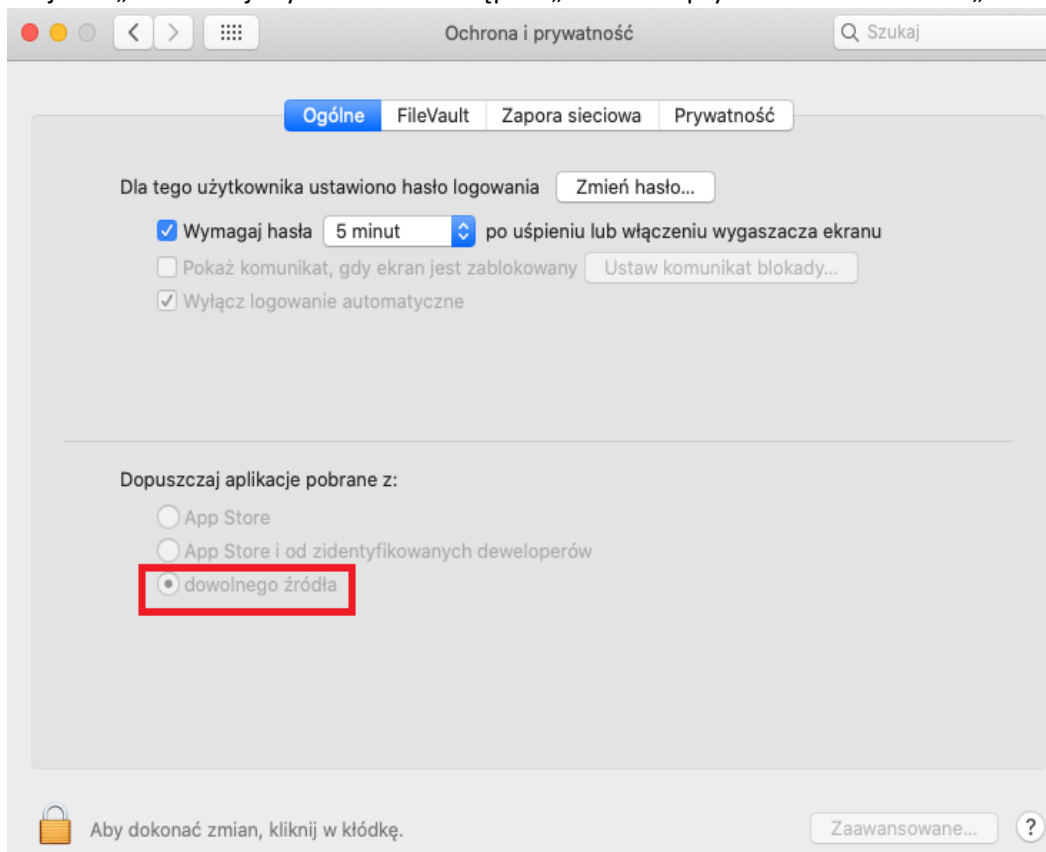 Ochrona i prywatność
Szukaj
Ogólne FileVault Zapora sieciowa Prywatność
Dla tego użytkownika ustawiono hasło logowania Zmień hasło...
Wymagaj hasła 5 minut po uśpieniu lub włączeniu wygaszacza ekranu
Pokaż komunikat, gdy ekran jest zablokowany Ustaw komunikat blokady...
Wyłącz logowanie automatyczne
Dopuszczaj aplikacje pobrane z:
App Store
App Store i od zidentyfikowanych deweloperów
dowolnego źródła
Aby dokonać zmian, kliknij w kłódkę.
Zaawansowane... ?